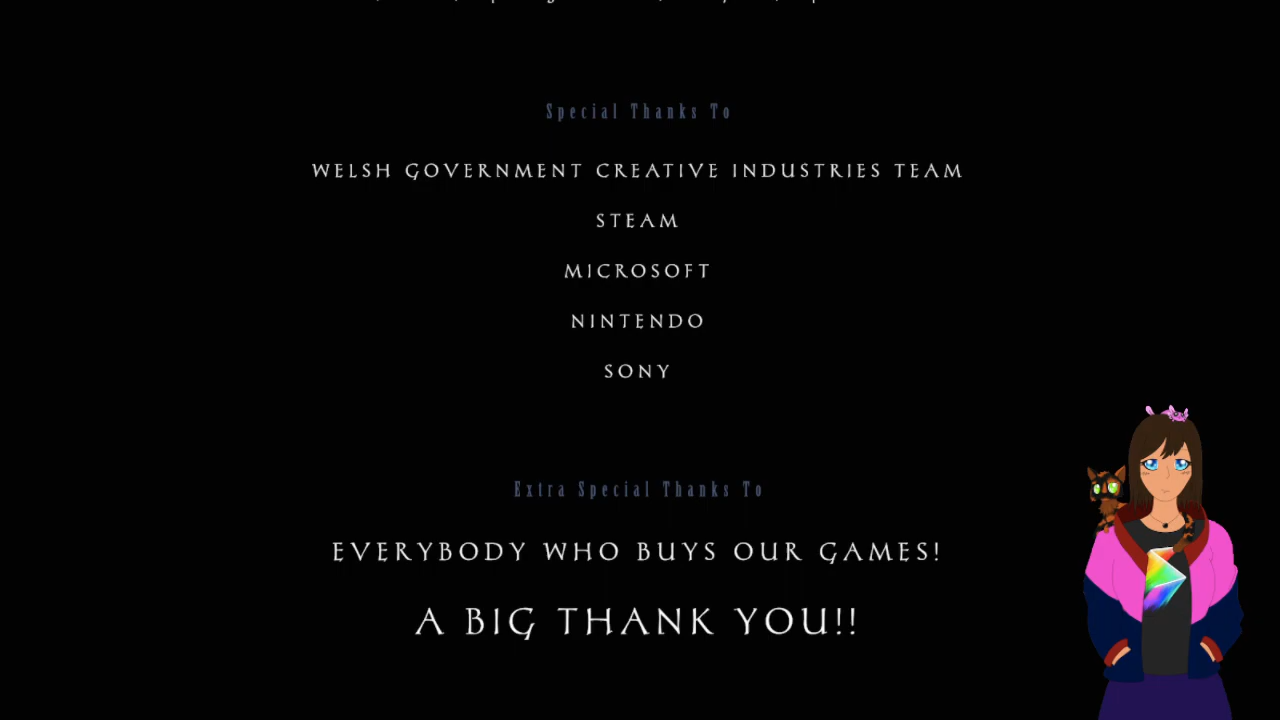 Special Thanks To
WELSH GOVERNMENT CREATIVE INDUSTRIES TEAM
STEAM
MICROSOFT
NINTENDO
SONY
Extra Special Thanks To
EVERYBODY WHO BUYS OUR GAMES!
A BIG THANK YOU!!